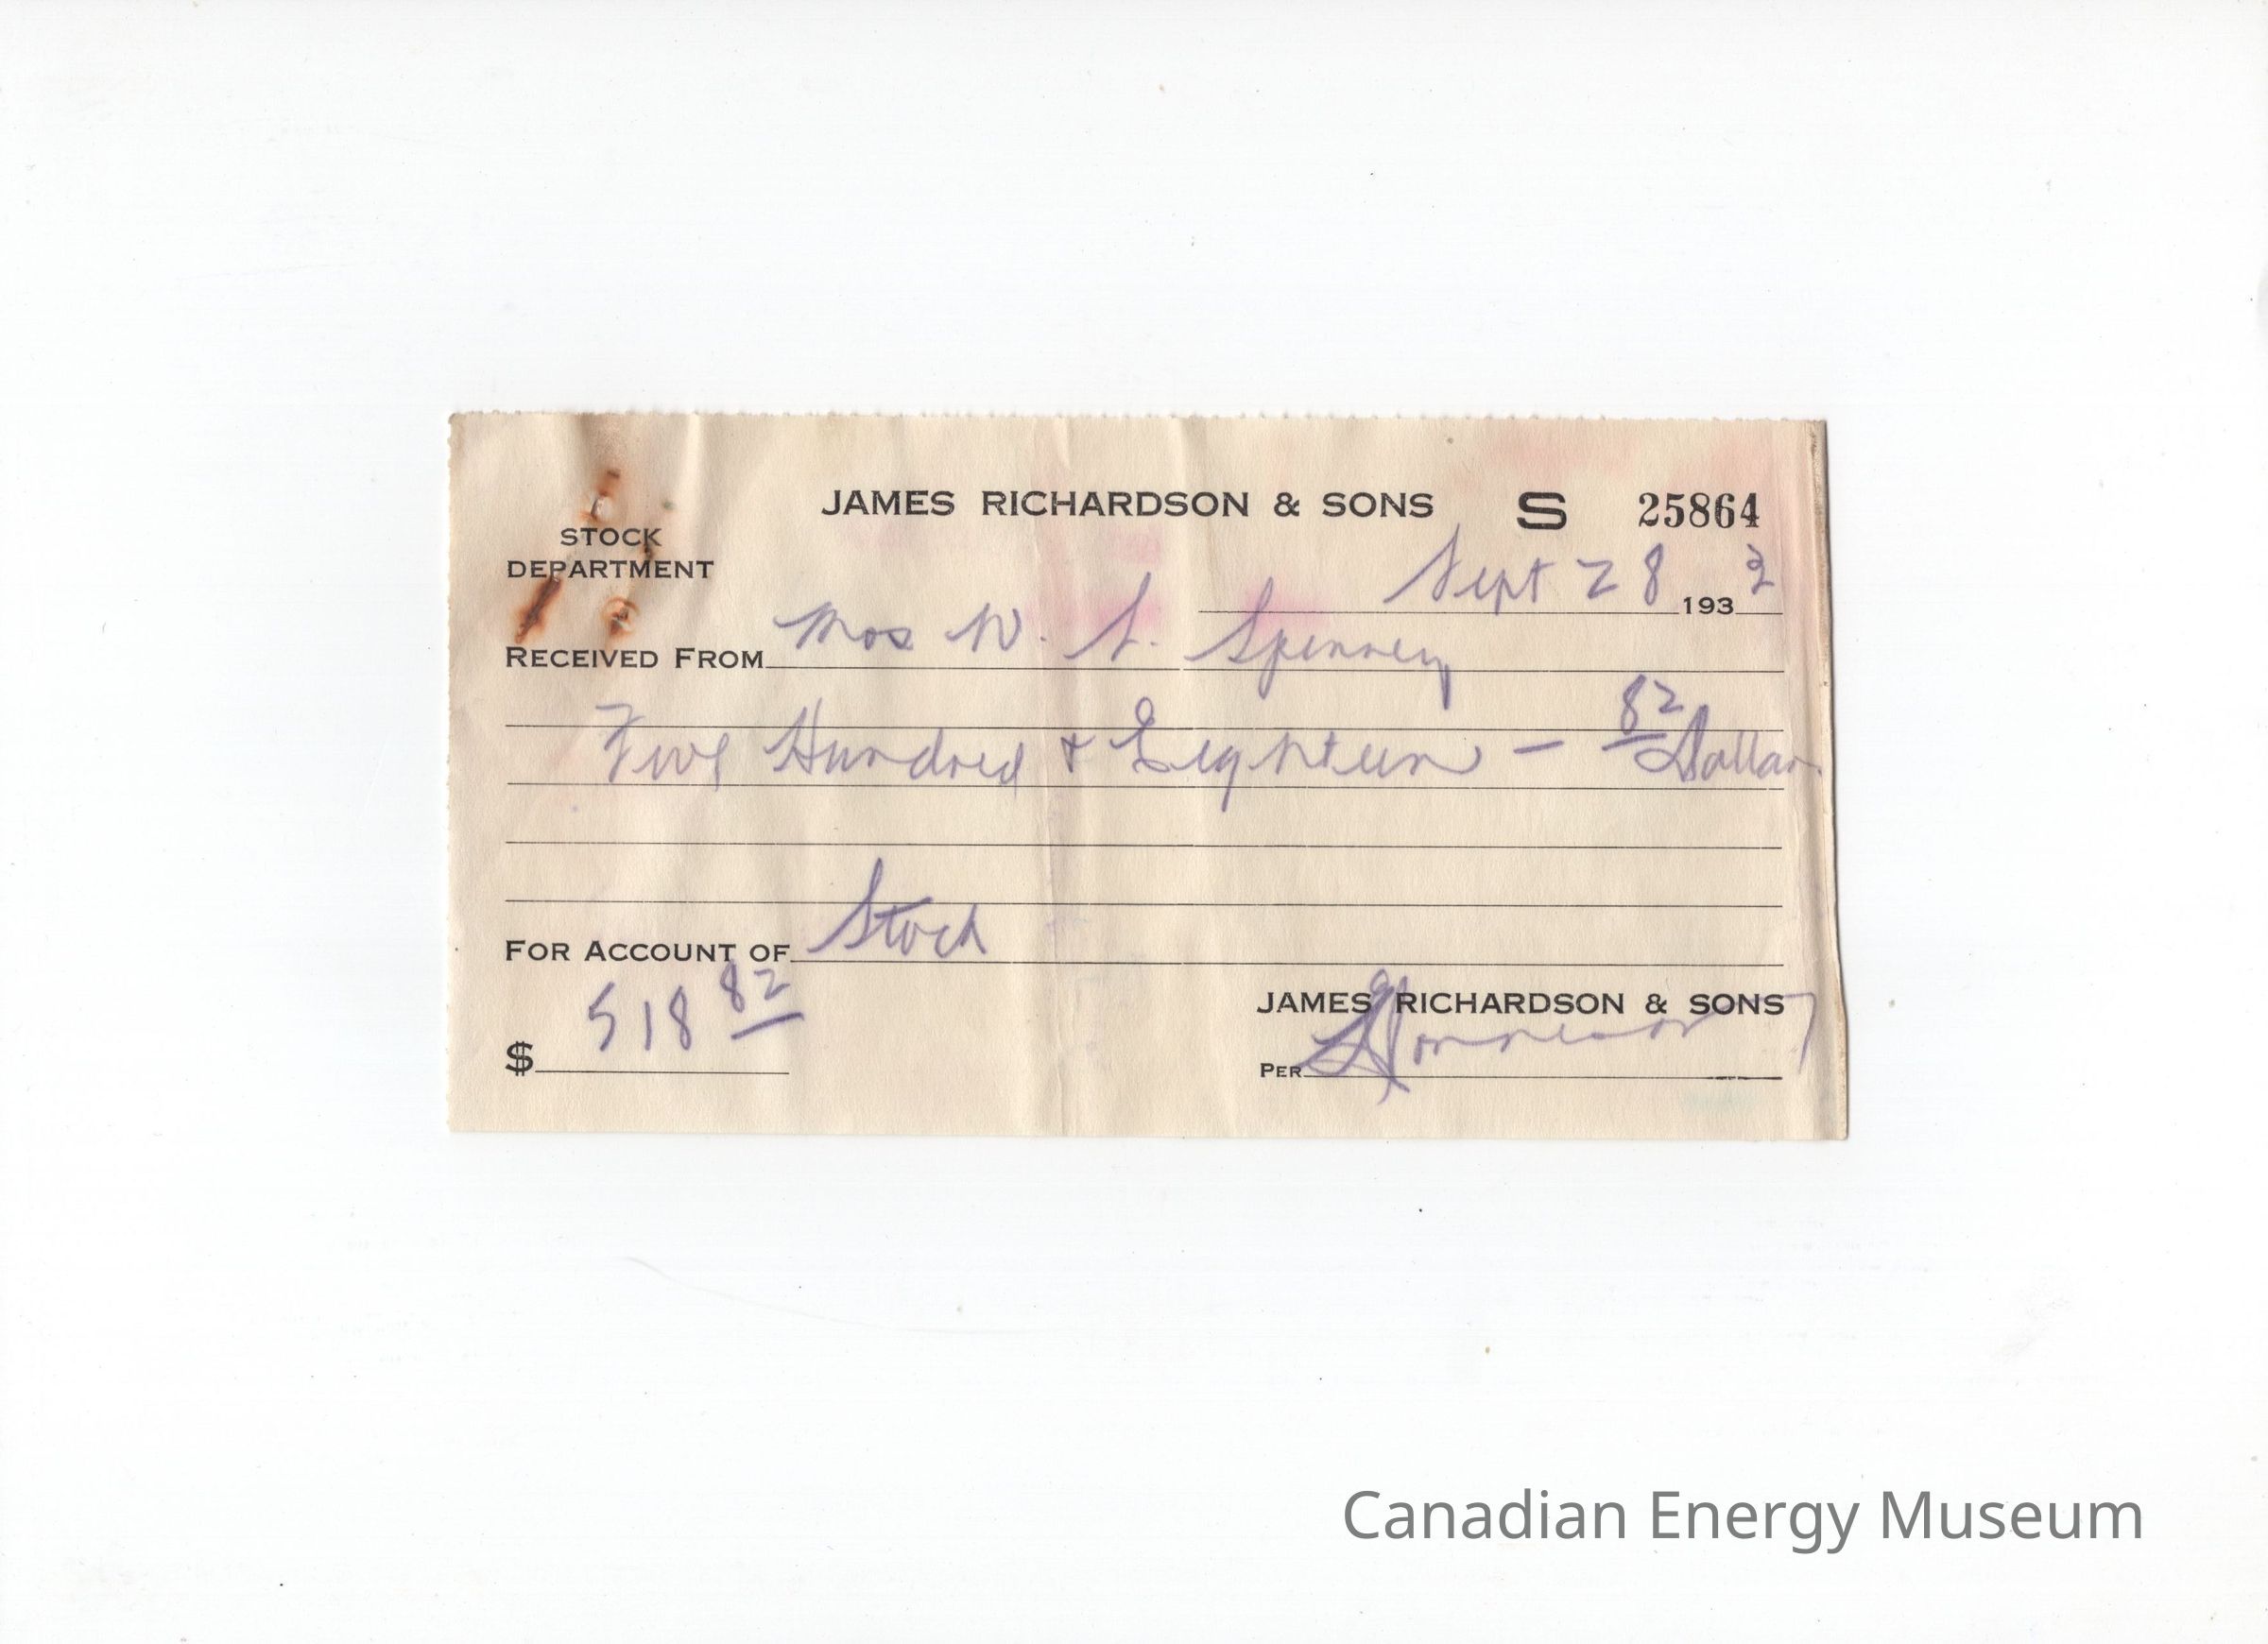 JAMES RICHARDSON & SONS S 25864
STOCK
DEPARTMENT
Sept 28 193
RECEIVED FROM Mrs W. S. Spenney
Five Hundred & Eighteen — 82 Dollars
FOR ACCOUNT OF Stock
$ 518 82
JAMES RICHARDSON & SONS
PER
Canadian Energy Museum